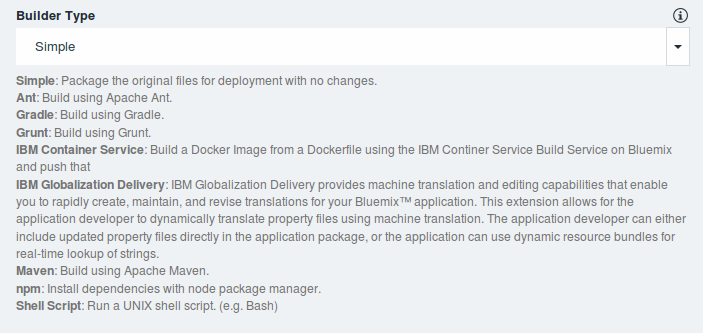 Builder Type
Simple
Simple: Package the original files for deployment with no changes.
Ant: Build using Apache Ant.
Gradle: Build using Gradle.
Grunt: Build using Grunt.
IBM Container Service: Build a Docker Image from a Dockerfile using the IBM Continer Service Build Service on Bluemix
and push that
IBM Globalization Delivery: IBM Globalization Delivery provides machine translation and editing capabilities that enable
you to rapidly create, maintain, and revise translations for your Bluemix™ application. This extension allows for the
application developer to dynamically translate property files using machine translation. The application developer can either
include updated property files directly in the application package, or the application can use dynamic resource bundles for
real-time lookup of strings.
Maven: Build using Apache Maven.
npm: Install dependencies with node package manager.
Shell Script: Run a UNIX shell script. (e.g. Bash)